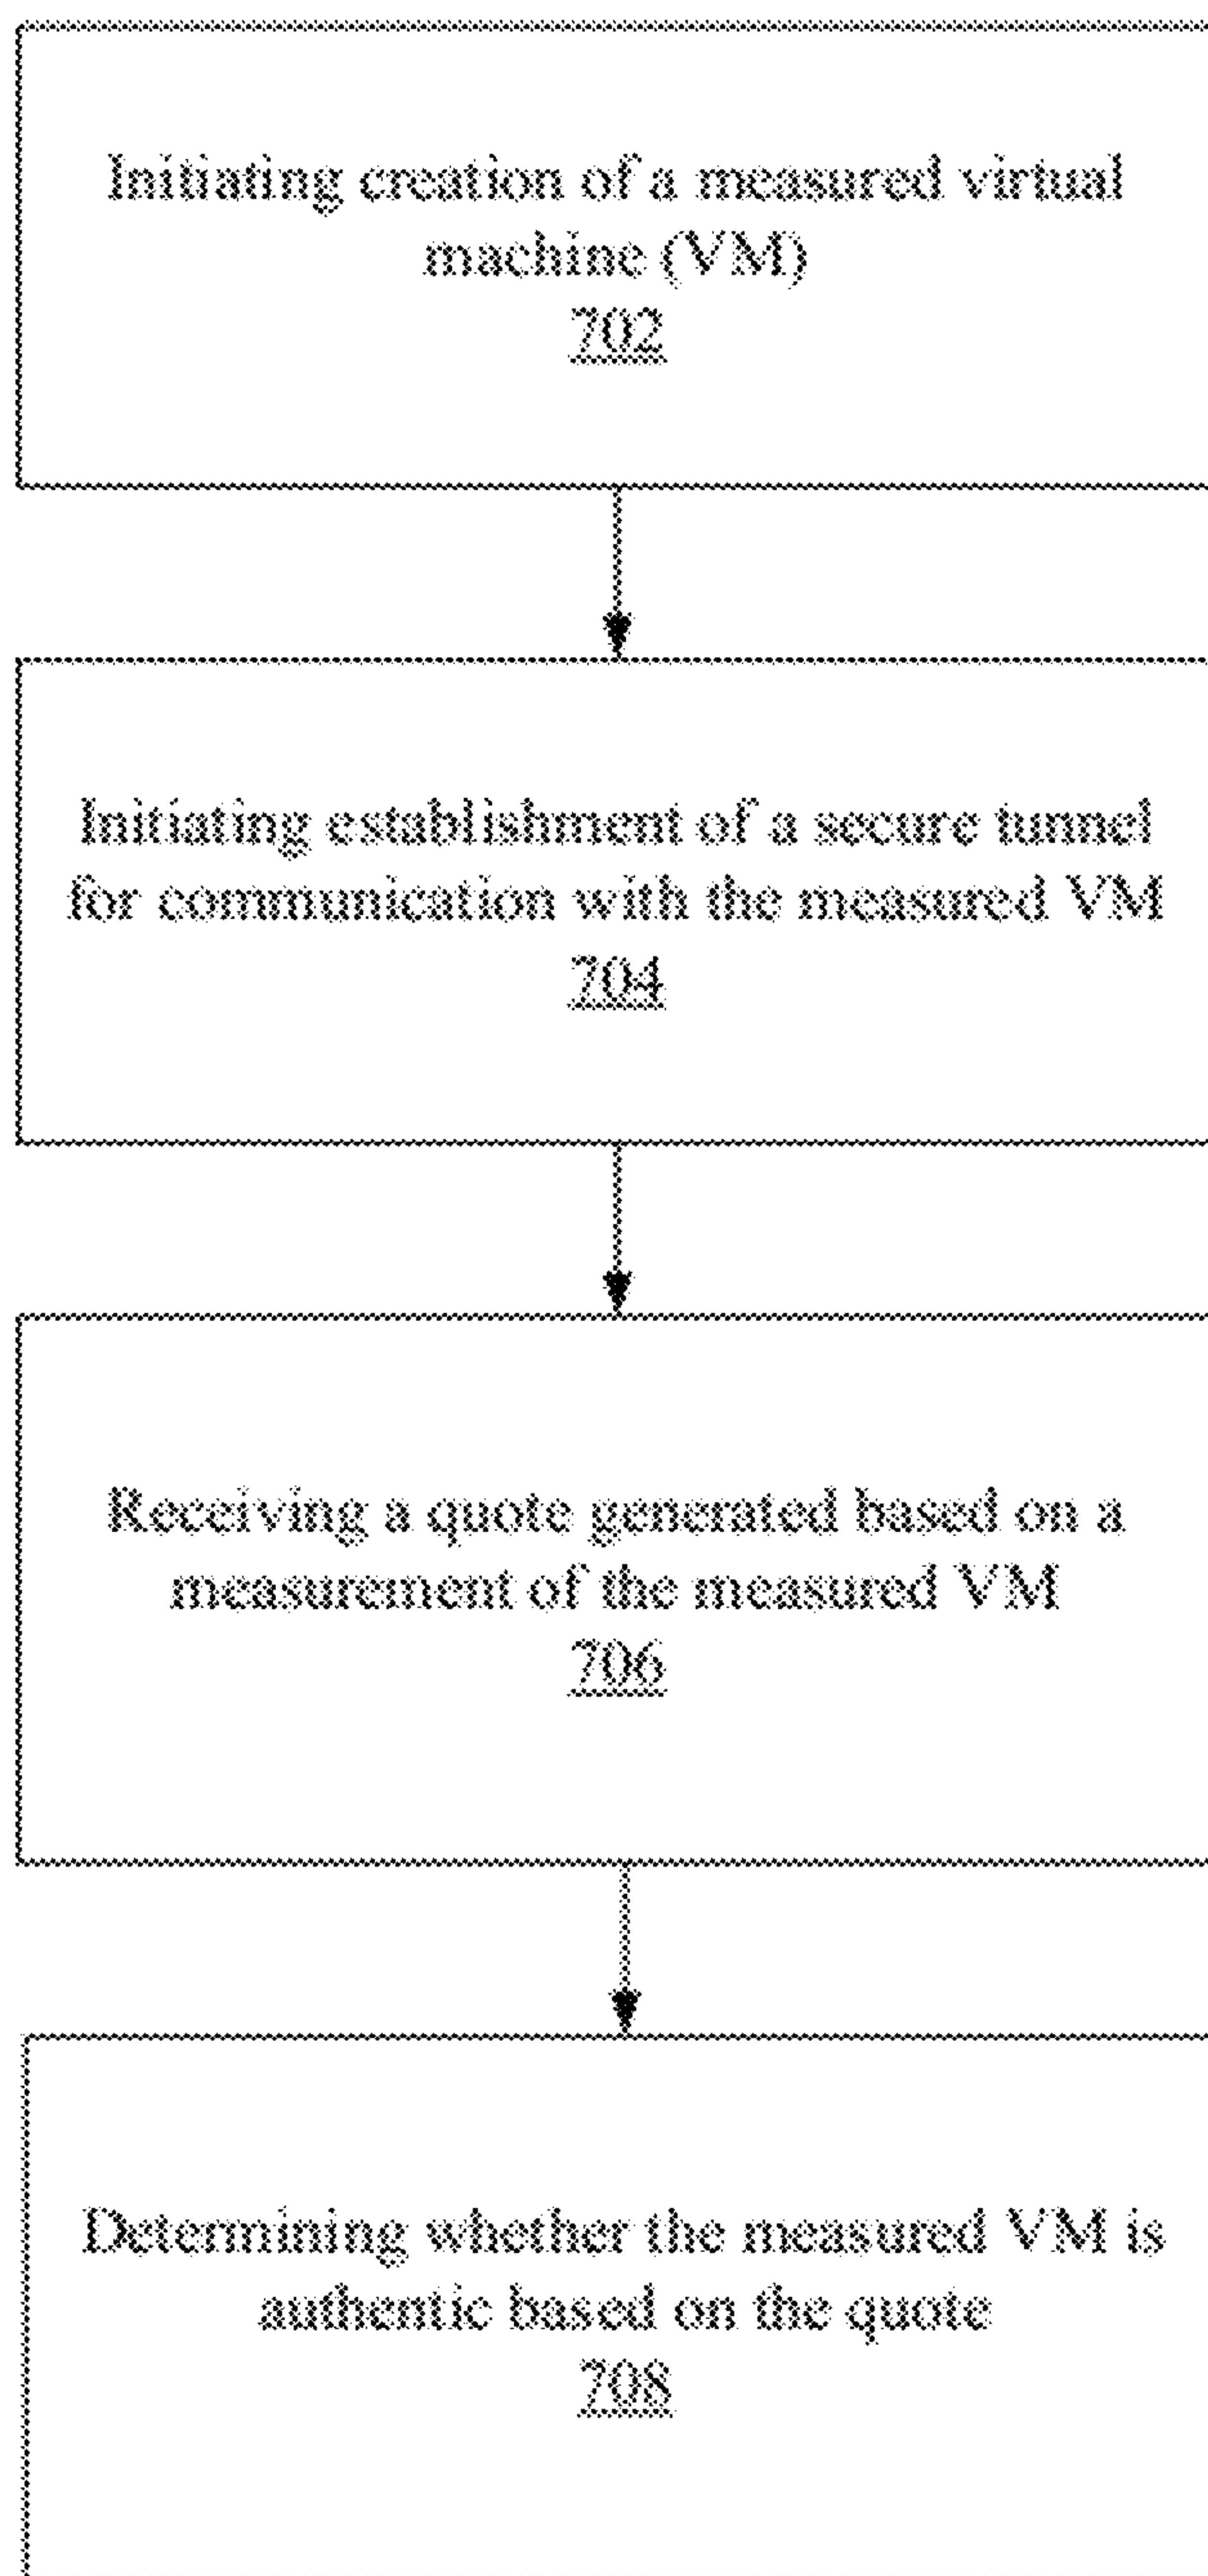 Initiating creation of a measured virtual
machine (VM)
702
Initiating establishment of a secure tunnel
for communication with the measured VM
704
Receiving a quote generated based on a
measurement of the measured VM
706
Determining whether the measured VM is
authentic based on the quote
708